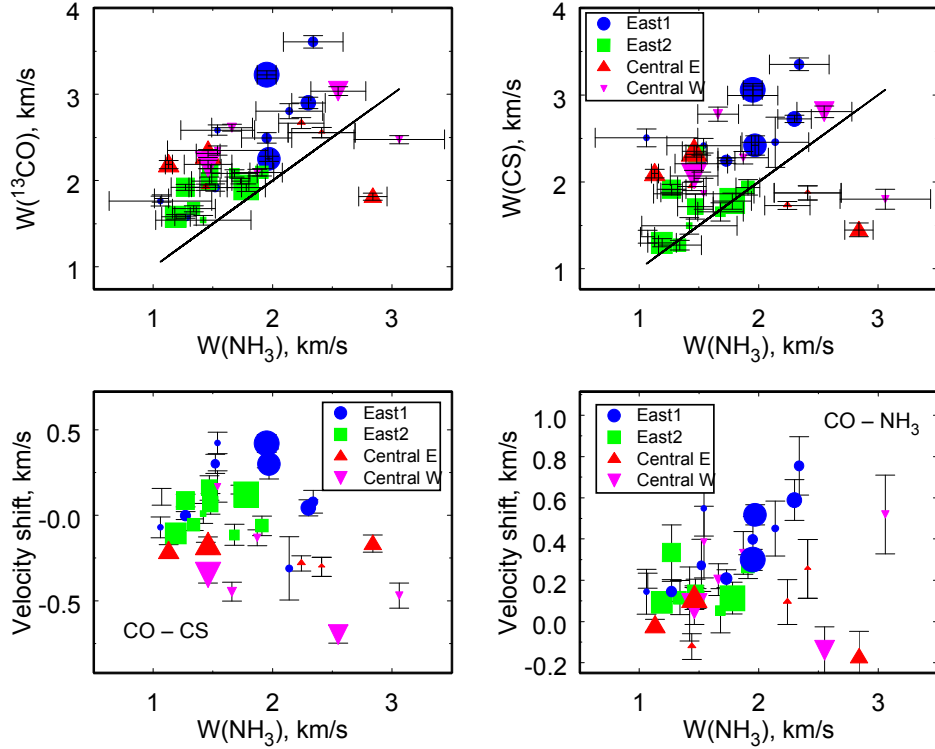 4
3
2
1
W(¹³CO), km/s
1 2 3
W(NH₃), km/s
4
3
2
1
W(CS), km/s
East1
East2
Central E
Central W
1 2 3
W(NH₃), km/s
0.5
-0.0
-0.5
Velocity shift, km/s
East1
East2
Central E
Central W
CO – CS
1 2 3
W(NH₃), km/s
1.0
0.8
0.6
0.4
0.2
0.0
-0.2
Velocity shift, km/s
East1
East2
Central E
Central W
CO – NH₃
1 2 3
W(NH₃), km/s